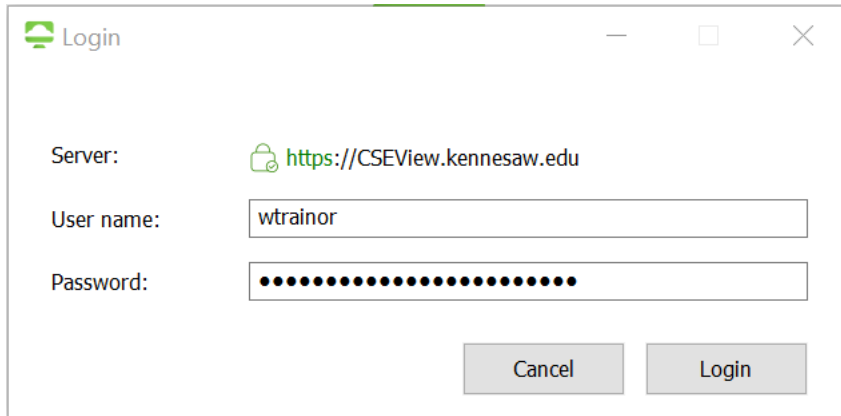 Login
Server:
https://CSEView.kennesaw.edu
User name:
wtrainor
Password:
●●●●●●●●●●●●●●●●●●●●●●●●
Cancel
Login